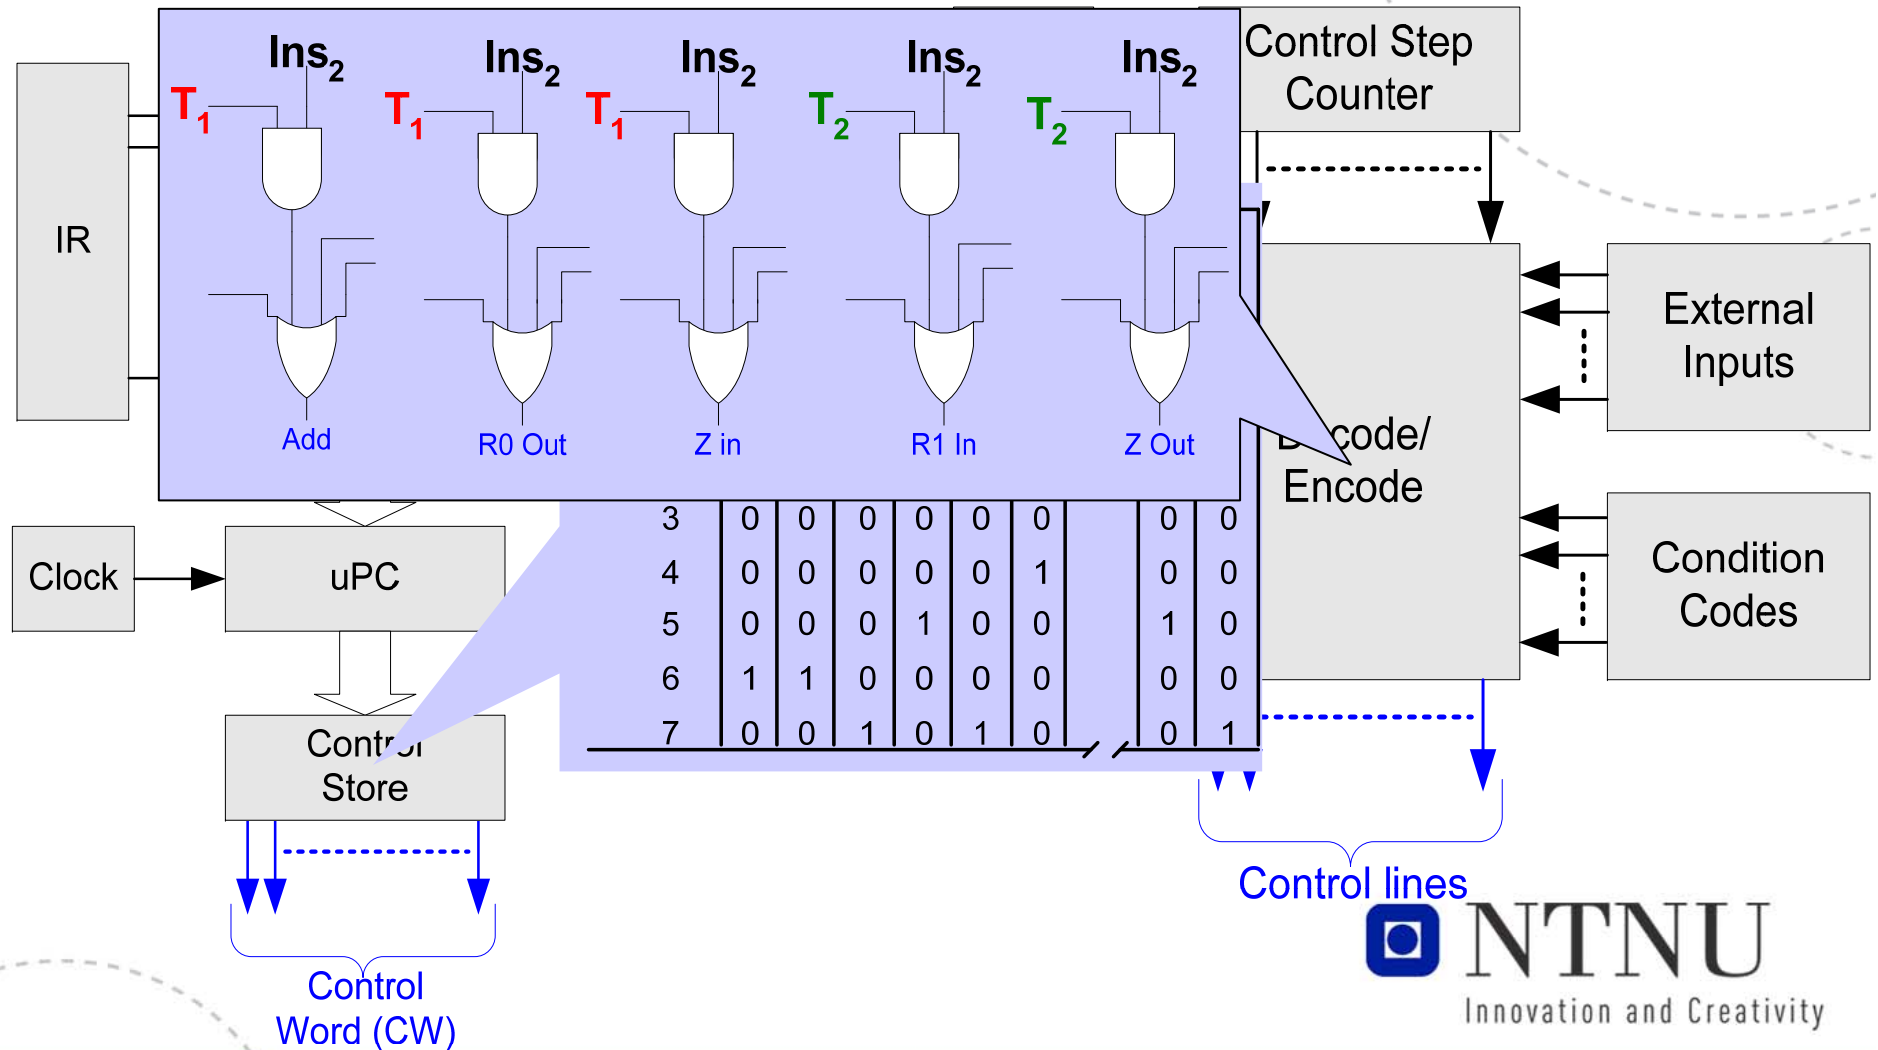 Ins2 Ins2 Ins2 Ins2 Ins2
T1 T1 T1 T2 T2
Control Step
Counter
IR
External
Inputs
Add R0 Out Z in R1 In Z Out
Decode/
Encode
3 0 0 0 0 0 0 0 0
4 0 0 0 0 0 1 0 0
5 0 0 0 1 0 0 1 0
6 1 1 0 0 0 0 0 0
7 0 0 1 0 1 0 0 1
Clock
uPC
Condition
Codes
Control
Store
Control lines
Control
Word (CW)
NTNU
Innovation and Creativity